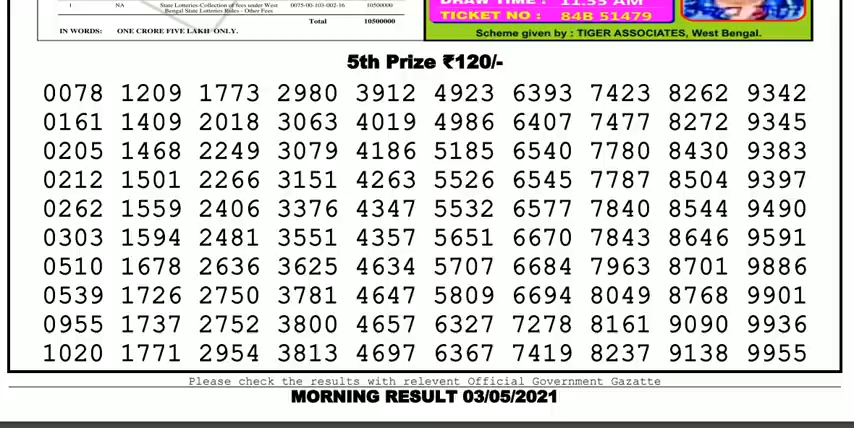 1 NA State Lotteries-Collection of fees under West 0075-00-103-002-16 10500000
Bengal State Lotteries Rules - Other Fees
Total 10500000
IN WORDS: ONE CRORE FIVE LAKH ONLY.
DRAW TIME : 11:55 AM
TICKET NO : 84B 51479
Scheme given by : TIGER ASSOCIATES, West Bengal.
5th Prize ₹120/-
0078 1209 1773 2980 3912 4923 6393 7423 8262 9342
0161 1409 2018 3063 4019 4986 6407 7477 8272 9345
0205 1468 2249 3079 4186 5185 6540 7780 8430 9383
0212 1501 2266 3151 4263 5526 6545 7787 8504 9397
0262 1559 2406 3376 4347 5532 6577 7840 8544 9490
0303 1594 2481 3551 4357 5651 6670 7843 8646 9591
0510 1678 2636 3625 4634 5707 6684 7963 8701 9886
0539 1726 2750 3781 4647 5809 6694 8049 8768 9901
0955 1737 2752 3800 4657 6327 7278 8161 9090 9936
1020 1771 2954 3813 4697 6367 7419 8237 9138 9955
Please check the results with relevent Official Government Gazatte
MORNING RESULT 03/05/2021